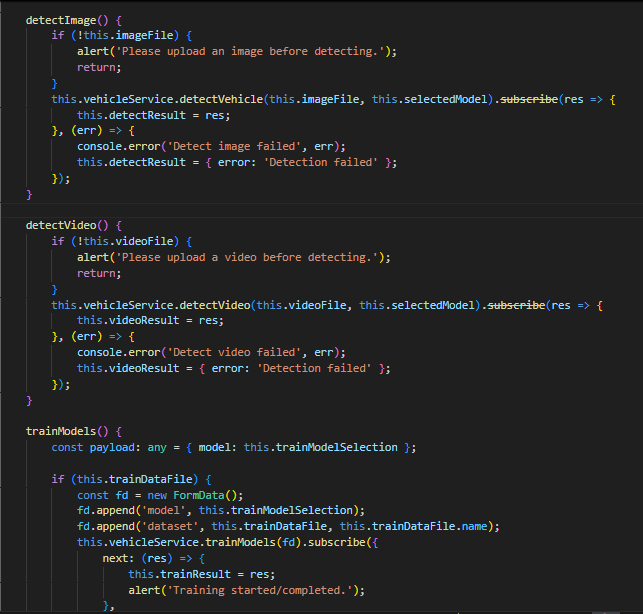 detectImage() {
if (!this.imageFile) {
alert('Please upload an image before detecting.');
return;
}
this.vehicleService.detectVehicle(this.imageFile, this.selectedModel).subscribe(res => {
this.detectResult = res;
}, (err) => {
console.error('Detect image failed', err);
this.detectResult = { error: 'Detection failed' };
});
}
detectVideo() {
if (!this.videoFile) {
alert('Please upload a video before detecting.');
return;
}
this.vehicleService.detectVideo(this.videoFile, this.selectedModel).subscribe(res => {
this.videoResult = res;
}, (err) => {
console.error('Detect video failed', err);
this.videoResult = { error: 'Detection failed' };
});
}
trainModels() {
const payload: any = { model: this.trainModelSelection };
if (this.trainDataFile) {
const fd = new FormData();
fd.append('model', this.trainModelSelection);
fd.append('dataset', this.trainDataFile, this.trainDataFile.name);
this.vehicleService.trainModels(fd).subscribe({
next: (res) => {
this.trainResult = res;
alert('Training started/completed.');
},